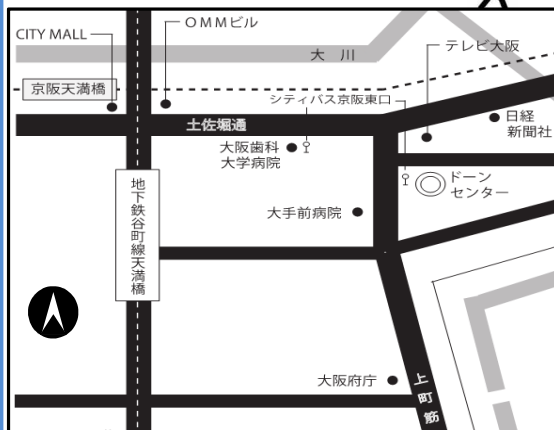 OMMビル
CITY MALL
大川
テレビ大阪
京阪天満橋
シティバス京阪東口
土佐堀通
日経
新聞社
大阪歯科
大学病院
ドーン
センター
地下鉄谷町線天満橋
大手前病院
大阪府庁
上町筋